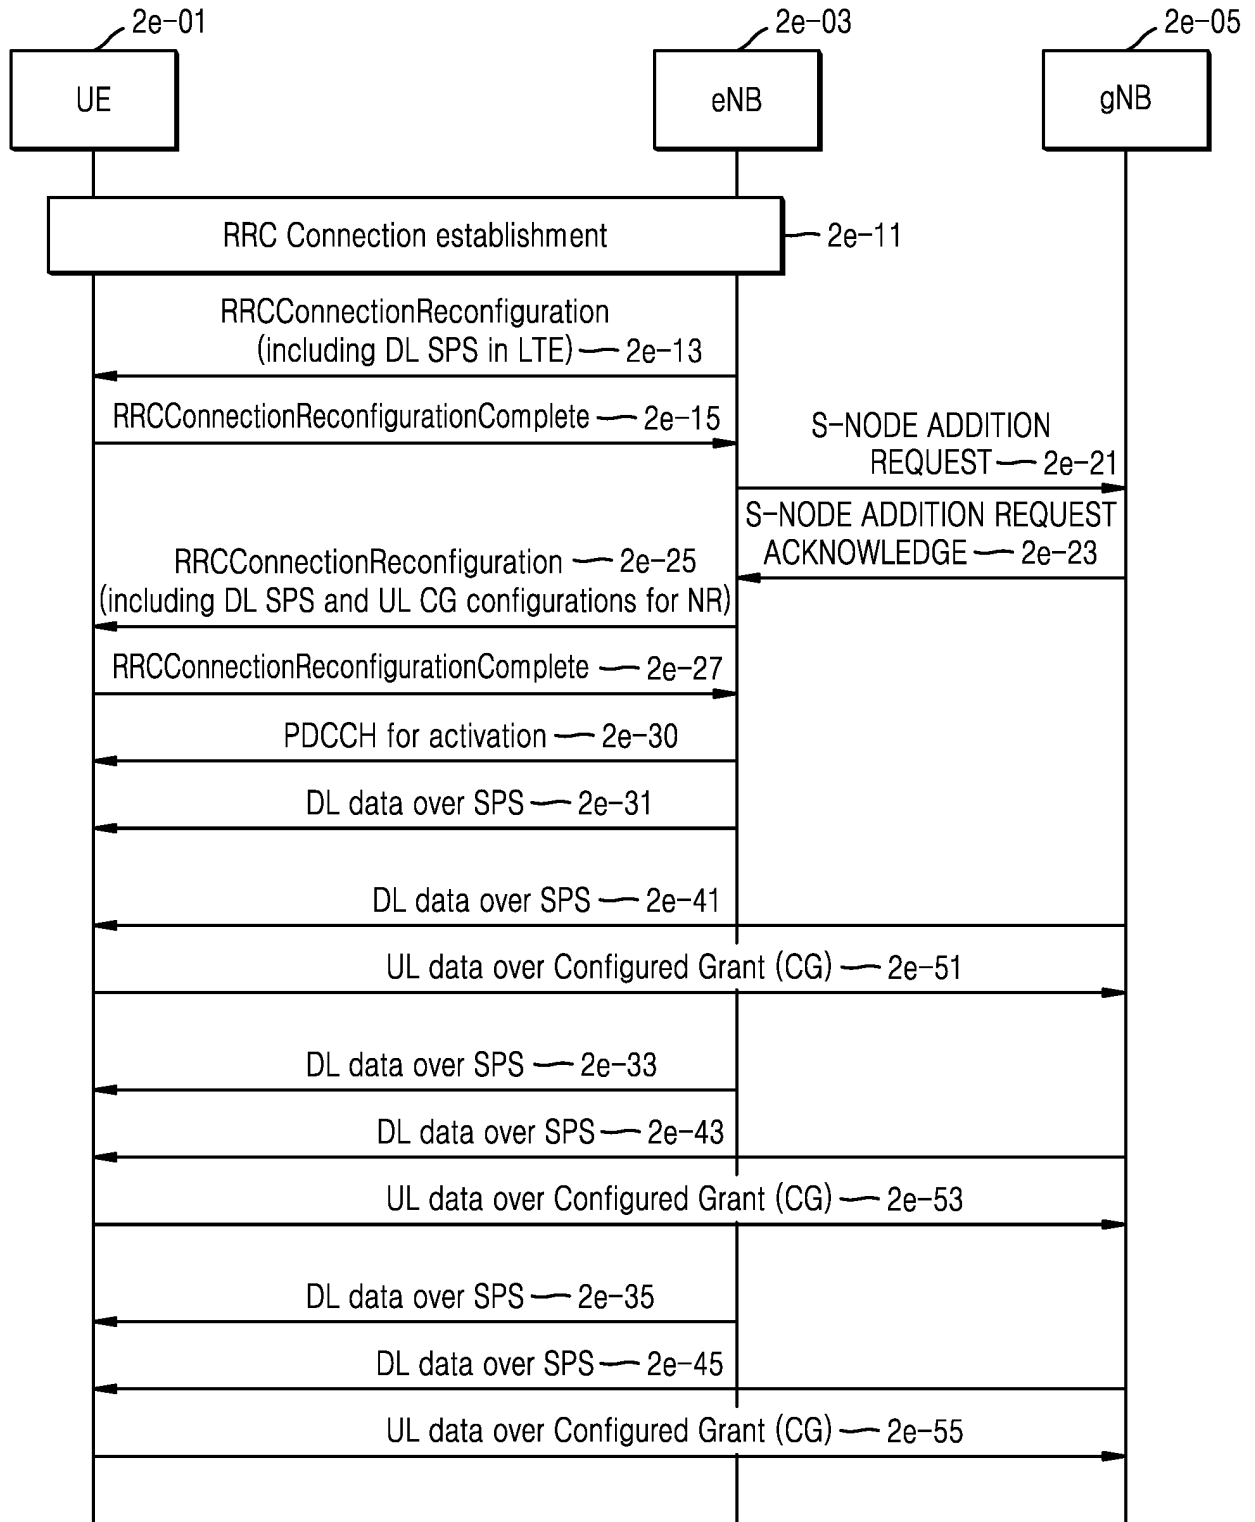 2e-01
2e-03
2e-05
UE
eNB
gNB
RRC Connection establishment
2e-11
RRCConnectionReconfiguration
(including DL SPS in LTE) 2e-13
RRCConnectionReconfigurationComplete 2e-15
S-NODE ADDITION
REQUEST 2e-21
S-NODE ADDITION REQUEST
ACKNOWLEDGE 2e-23
RRCConnectionReconfiguration 2e-25
(including DL SPS and UL CG configurations for NR)
RRCConnectionReconfigurationComplete 2e-27
PDCCH for activation 2e-30
DL data over SPS 2e-31
DL data over SPS 2e-41
UL data over Configured Grant (CG) 2e-51
DL data over SPS 2e-33
DL data over SPS 2e-43
UL data over Configured Grant (CG) 2e-53
DL data over SPS 2e-35
DL data over SPS 2e-45
UL data over Configured Grant (CG) 2e-55